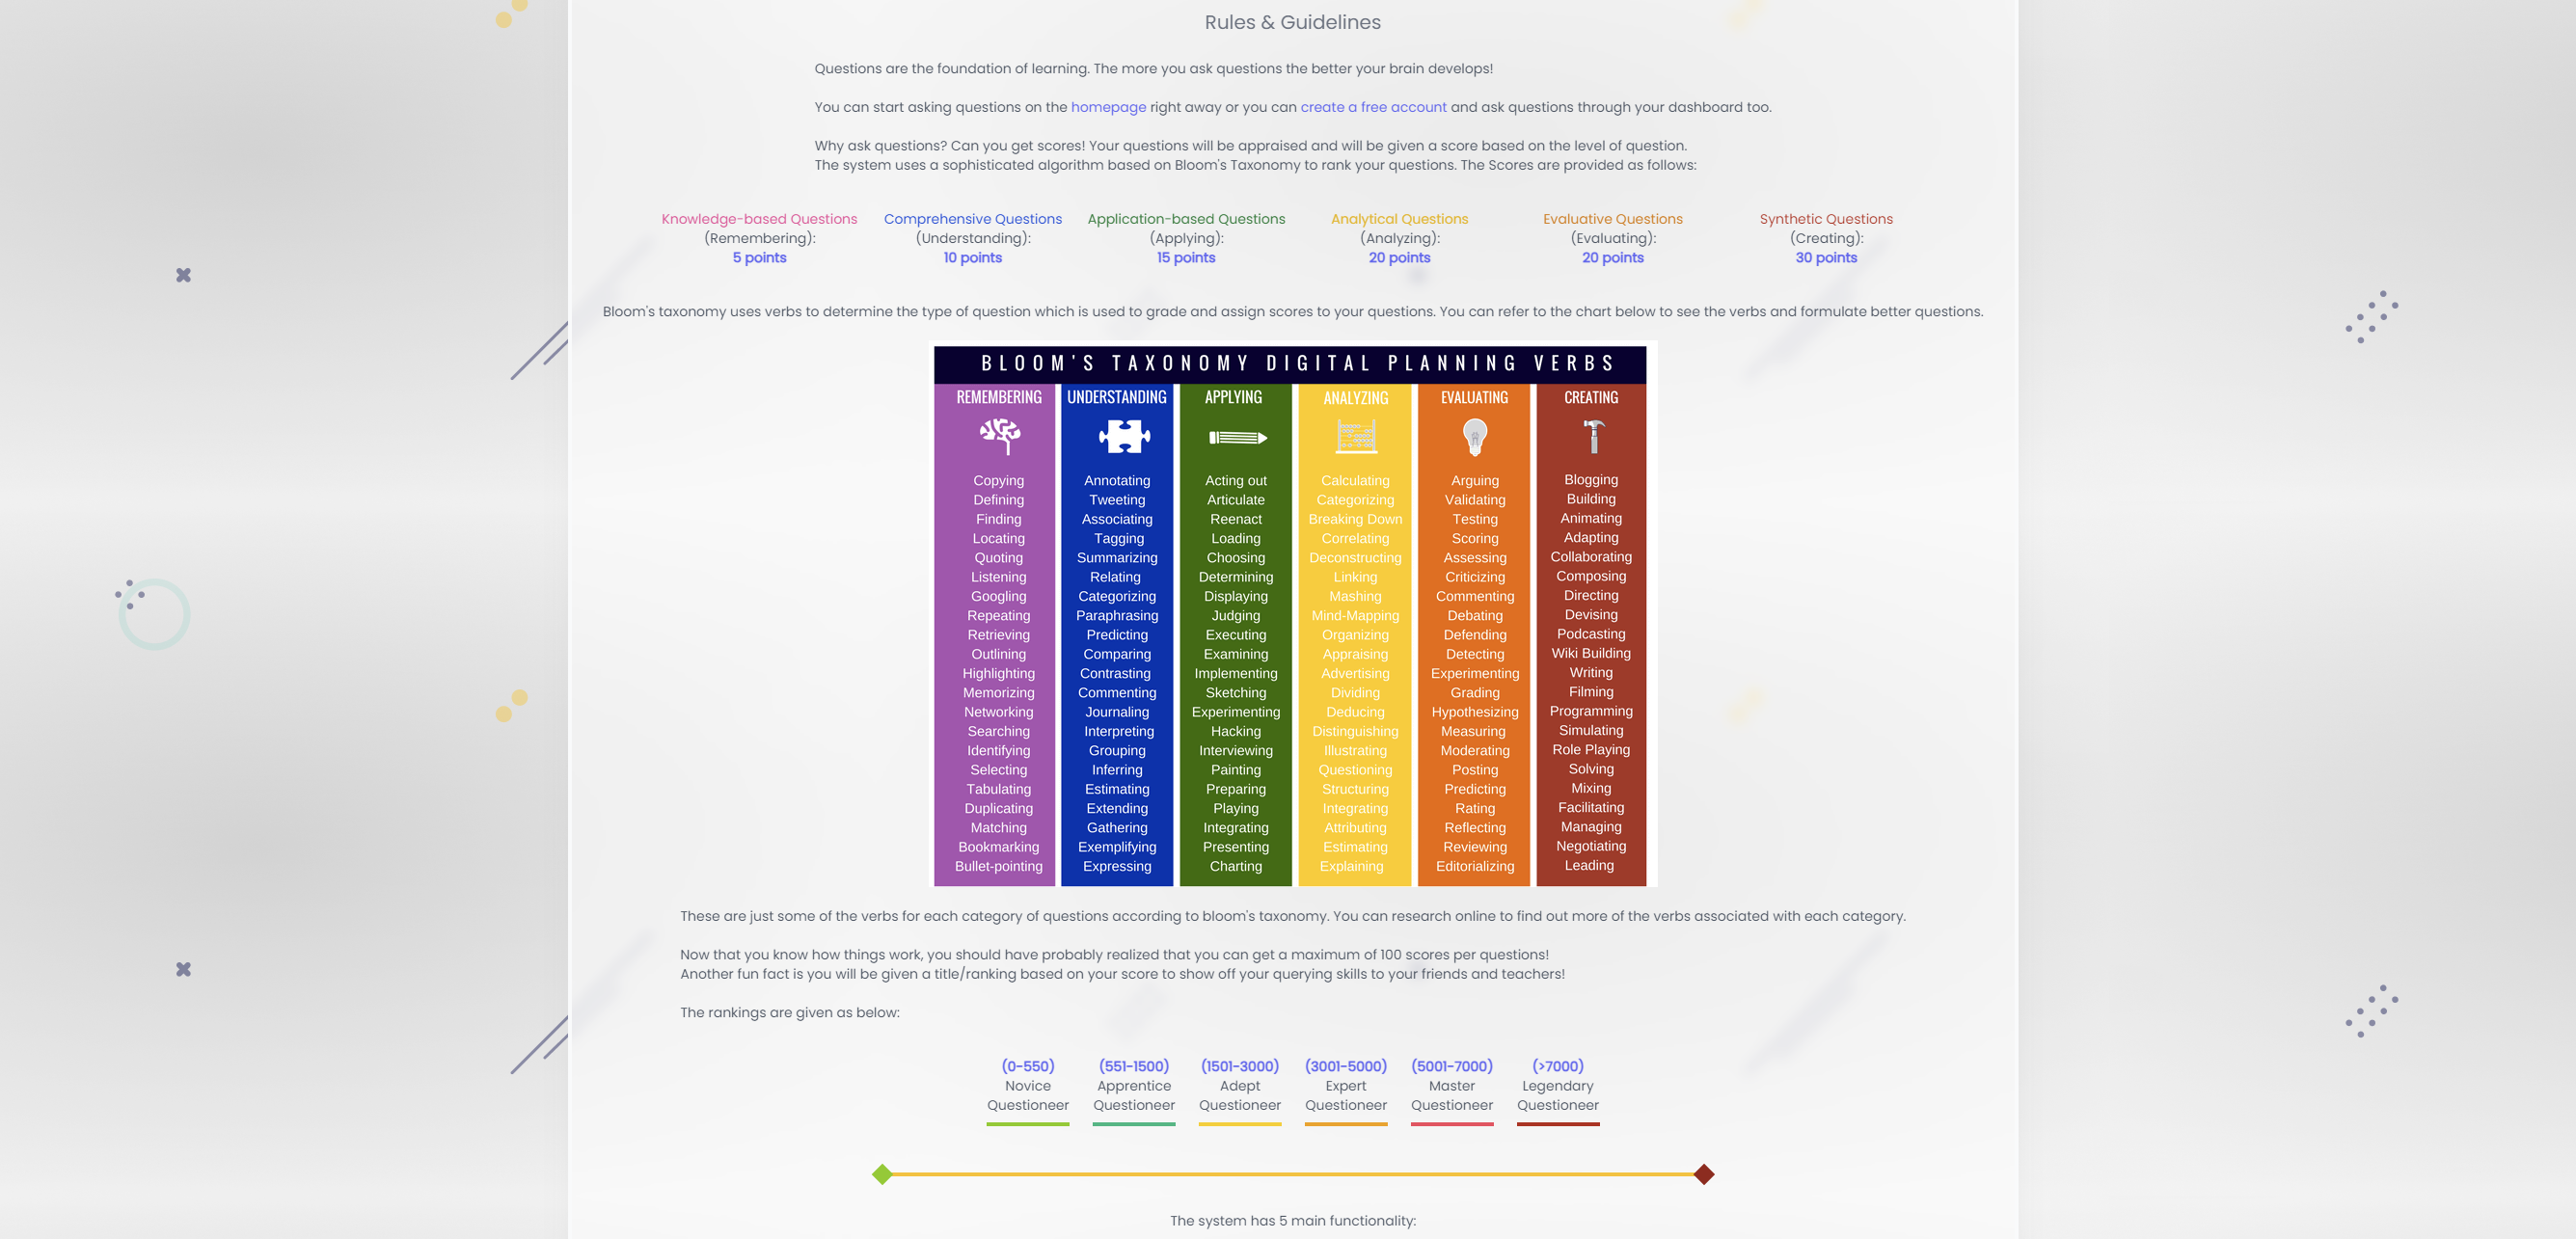 Rules & Guidelines
Questions are the foundation of learning. The more you ask questions the better your brain develops!
You can start asking questions on the homepage right away or you can create a free account and ask questions through your dashboard too.
Why ask questions? Can you get scores! Your questions will be appraised and will be given a score based on the level of question.
The system uses a sophisticated algorithm based on Bloom's Taxonomy to rank your questions. The Scores are provided as follows:
Knowledge-based Questions
(Remembering):
5 points
Comprehensive Questions
(Understanding):
10 points
Application-based Questions
(Applying):
15 points
Analytical Questions
(Analyzing):
20 points
Evaluative Questions
(Evaluating):
20 points
Synthetic Questions
(Creating):
30 points
Bloom's taxonomy uses verbs to determine the type of question which is used to grade and assign scores to your questions. You can refer to the chart below to see the verbs and formulate better questions.
BLOOM'S TAXONOMY DIGITAL PLANNING VERBS
REMEMBERING
Copying
Defining
Finding
Locating
Quoting
Listening
Googling
Repeating
Retrieving
Outlining
Highlighting
Memorizing
Networking
Searching
Identifying
Selecting
Tabulating
Duplicating
Matching
Bookmarking
Bullet-pointing
UNDERSTANDING
Annotating
Tweeting
Associating
Tagging
Summarizing
Relating
Categorizing
Paraphrasing
Predicting
Comparing
Contrasting
Commenting
Journaling
Interpreting
Grouping
Inferring
Estimating
Extending
Gathering
Exemplifying
Expressing
APPLYING
Acting out
Articulate
Reenact
Loading
Choosing
Determining
Displaying
Judging
Executing
Examining
Implementing
Sketching
Experimenting
Hacking
Interviewing
Painting
Preparing
Playing
Integrating
Presenting
Charting
ANALYZING
Calculating
Categorizing
Breaking Down
Correlating
Deconstructing
Linking
Mashing
Mind-Mapping
Organizing
Appraising
Advertising
Dividing
Deducing
Distinguishing
Illustrating
Questioning
Structuring
Integrating
Attributing
Estimating
Explaining
EVALUATING
Arguing
Validating
Testing
Scoring
Assessing
Criticizing
Commenting
Debating
Defending
Detecting
Experimenting
Grading
Hypothesizing
Measuring
Moderating
Posting
Predicting
Rating
Reflecting
Reviewing
Editorializing
CREATING
Blogging
Building
Animating
Adapting
Collaborating
Composing
Directing
Devising
Podcasting
Wiki Building
Writing
Filming
Programming
Simulating
Role Playing
Solving
Mixing
Facilitating
Managing
Negotiating
Leading
These are just some of the verbs for each category of questions according to bloom's taxonomy. You can research online to find out more of the verbs associated with each category.
Now that you know how things work, you should have probably realized that you can get a maximum of 100 scores per questions!
Another fun fact is you will be given a title/ranking based on your score to show off your querying skills to your friends and teachers!
The rankings are given as below:
(0-550)
Novice
Questioneer
(551-1500)
Apprentice
Questioneer
(1501-3000)
Adept
Questioneer
(3001-5000)
Expert
Questioneer
(5001-7000)
Master
Questioneer
(>7000)
Legendary
Questioneer
The system has 5 main functionality: